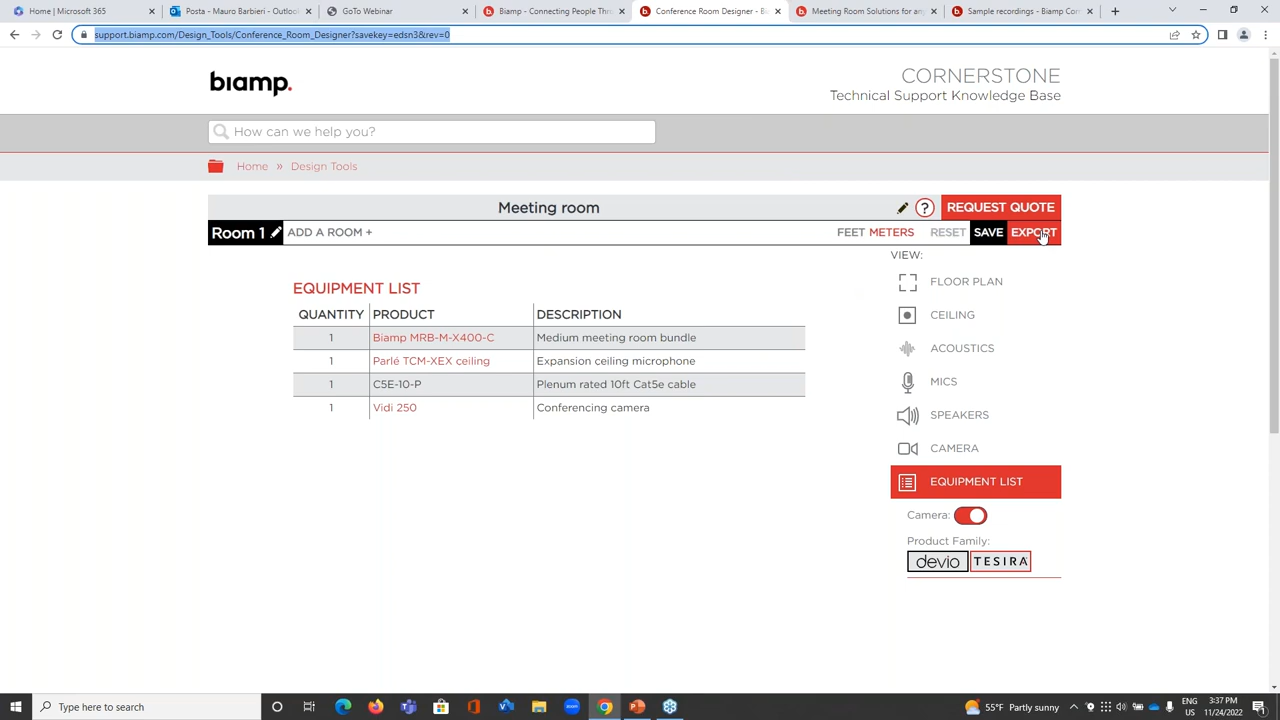 Home | Microsoft 365
Posta - Mauro Barbieri - Outloo
GoTo Webinar
Biamp - Connecting People Thro
Conference Room Designer - Bi
Meeting Room Solutions for an
Sample recordings - Biamp Cor
support.biamp.com/Design_Tools/Conference_Room_Designer?savekey=edsn3&rev=0
biamp.
CORNERSTONE
Technical Support Knowledge Base
How can we help you?
Home » Design Tools
Meeting room
? REQUEST QUOTE
Room 1 ADD A ROOM + FEET METERS RESET SAVE EXPORT
VIEW:
EQUIPMENT LIST
QUANTITY PRODUCT DESCRIPTION
1 Biamp MRB-M-X400-C Medium meeting room bundle
1 Parlé TCM-XEX ceiling Expansion ceiling microphone
1 C5E-10-P Plenum rated 10ft Cat5e cable
1 Vidi 250 Conferencing camera
FLOOR PLAN
CEILING
ACOUSTICS
MICS
SPEAKERS
CAMERA
EQUIPMENT LIST
Camera:
Product Family:
devio TESIRA
Type here to search
55°F Partly sunny
ENG
US
3:37 PM
11/24/2022